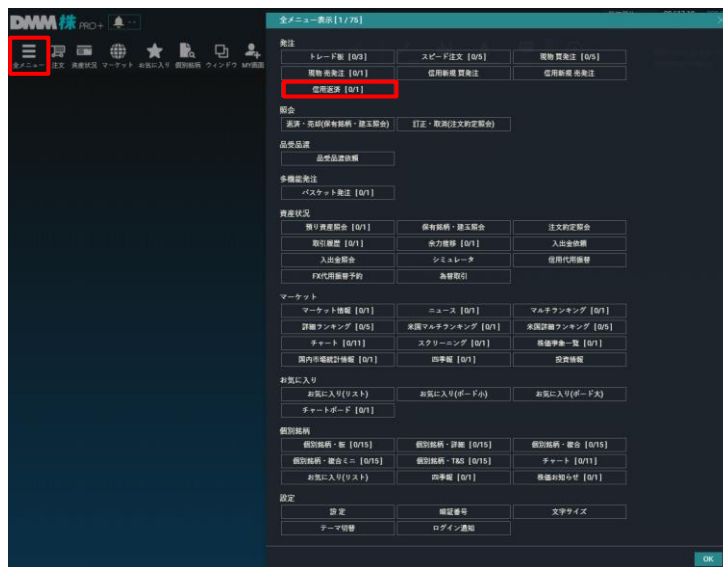 DMM 株 PRO+
全メニュー 注文 資産状況 マーケット お気に入り 個別銘柄 ウィンドウ MY画面
全メニュー表示 [1/75]
発注
トレード板 [0/3] スピード注文 [0/5] 現物 買発注 [0/5]
現物 売発注 [0/1] 信用新規 買発注 信用新規 売発注
信用返済 [0/1]
照会
返済・売却(保有銘柄・建玉照会) 訂正・取消(注文約定照会)
品受品渡
品受品渡依頼
多機能発注
バスケット発注 [0/1]
資産状況
預り資産照会 [0/1] 保有銘柄・建玉照会 注文約定照会
取引履歴 [0/1] 余力推移 [0/1] 入出金依頼
入出金照会 シミュレータ 信用代用振替
FX代用振替予約 為替取引
マーケット
マーケット情報 [0/1] ニュース [0/1] マルチランキング [0/1]
詳細ランキング [0/5] 米国マルチランキング [0/1] 米国詳細ランキング [0/5]
チャート [0/11] スクリーニング [0/1] 株価準備一覧 [0/1]
国内市場統計情報 [0/1] 四季報 [0/1] 投資情報
お気に入り
お気に入り(リスト) お気に入り(ボード小) お気に入り(ボード大)
チャートボード [0/1]
個別銘柄
個別銘柄・板 [0/15] 個別銘柄・詳細 [0/15] 個別銘柄・複合 [0/15]
個別銘柄・複合ミニ [0/15] 個別銘柄・T&S [0/15] チャート [0/11]
お気に入り(リスト) 四季報 [0/1] 株価お知らせ [0/1]
設定
設定 暗証番号 文字サイズ
テーマ切替 ログイン通知
OK